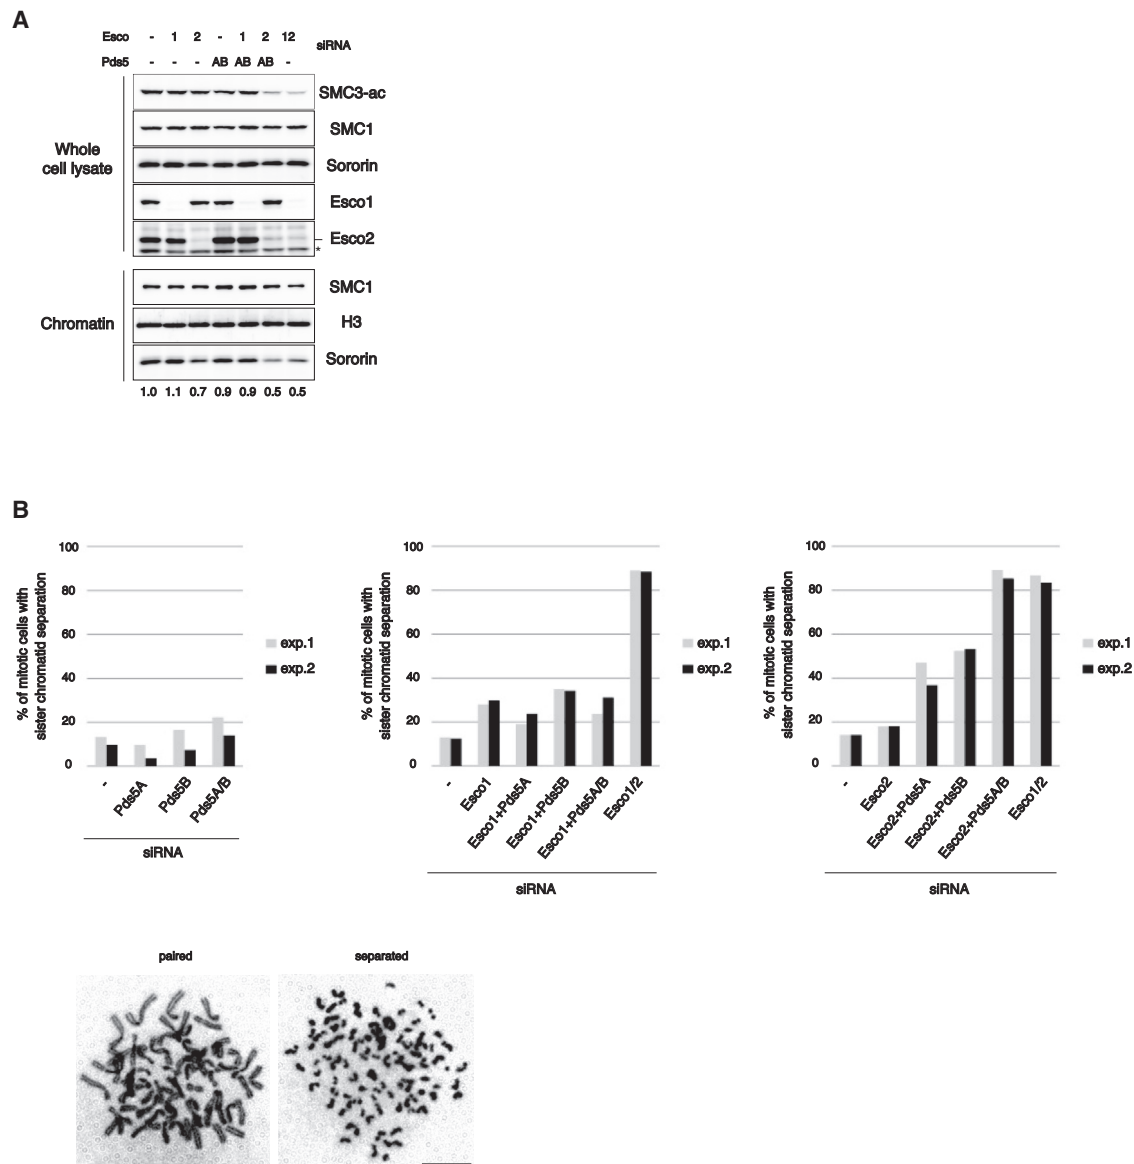 A
Esco - 1 2 - 1 2 12
siRNA
Pds5 - - - AB AB AB -
Whole
cell lysate
SMC3-ac
SMC1
Sororin
Esco1
Esco2
*
Chromatin
SMC1
H3
Sororin
1.0 1.1 0.7 0.9 0.9 0.5 0.5
B
% of mitotic cells with
sister chromatid separation
100
80
60
40
20
0
-
Pds5A
Pds5B
Pds5A/B
siRNA
exp.1
exp.2
% of mitotic cells with
sister chromatid separation
100
80
60
40
20
0
-
Esco1
Esco1+Pds5A
Esco1+Pds5B
Esco1+Pds5A/B
Esco1/2
siRNA
exp.1
exp.2
% of mitotic cells with
sister chromatid separation
100
80
60
40
20
0
-
Esco2
Esco2+Pds5A
Esco2+Pds5B
Esco2+Pds5A/B
Esco1/2
siRNA
exp.1
exp.2
paired
separated